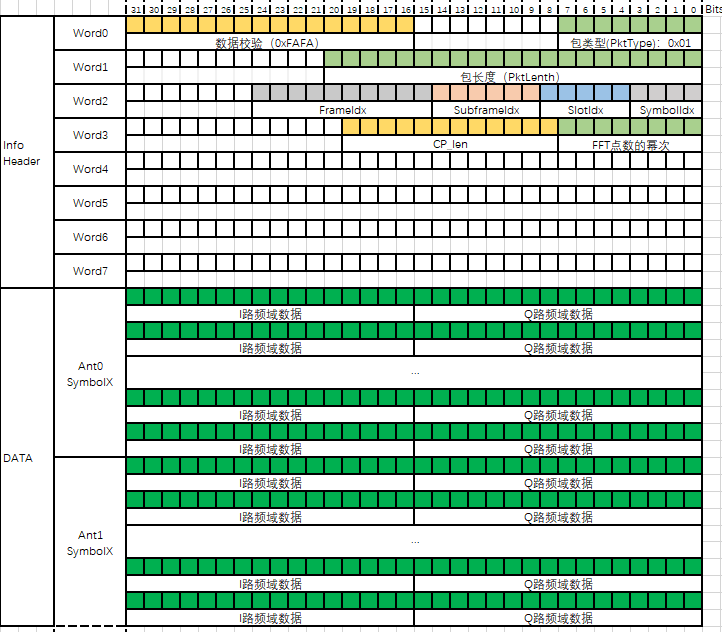 31 30 29 28 27 26 25 24 23 22 21 20 19 18 17 16 15 14 13 12 11 10 9 8 7 6 5 4 3 2 1 0 Bits
Info
Header
Word0
数据校验（0xFAFA）
包类型(PktType)：0x01
Word1
包长度（PktLenth）
Word2
FrameIdx
SubframeIdx
SlotIdx
SymbolIdx
Word3
CP_len
FFT点数的幂次
Word4
Word5
Word6
Word7
DATA
Ant0
SymbolX
I路频域数据
Q路频域数据
I路频域数据
Q路频域数据
...
I路频域数据
Q路频域数据
I路频域数据
Q路频域数据
Ant1
SymbolX
I路频域数据
Q路频域数据
I路频域数据
Q路频域数据
...
I路频域数据
Q路频域数据
I路频域数据
Q路频域数据